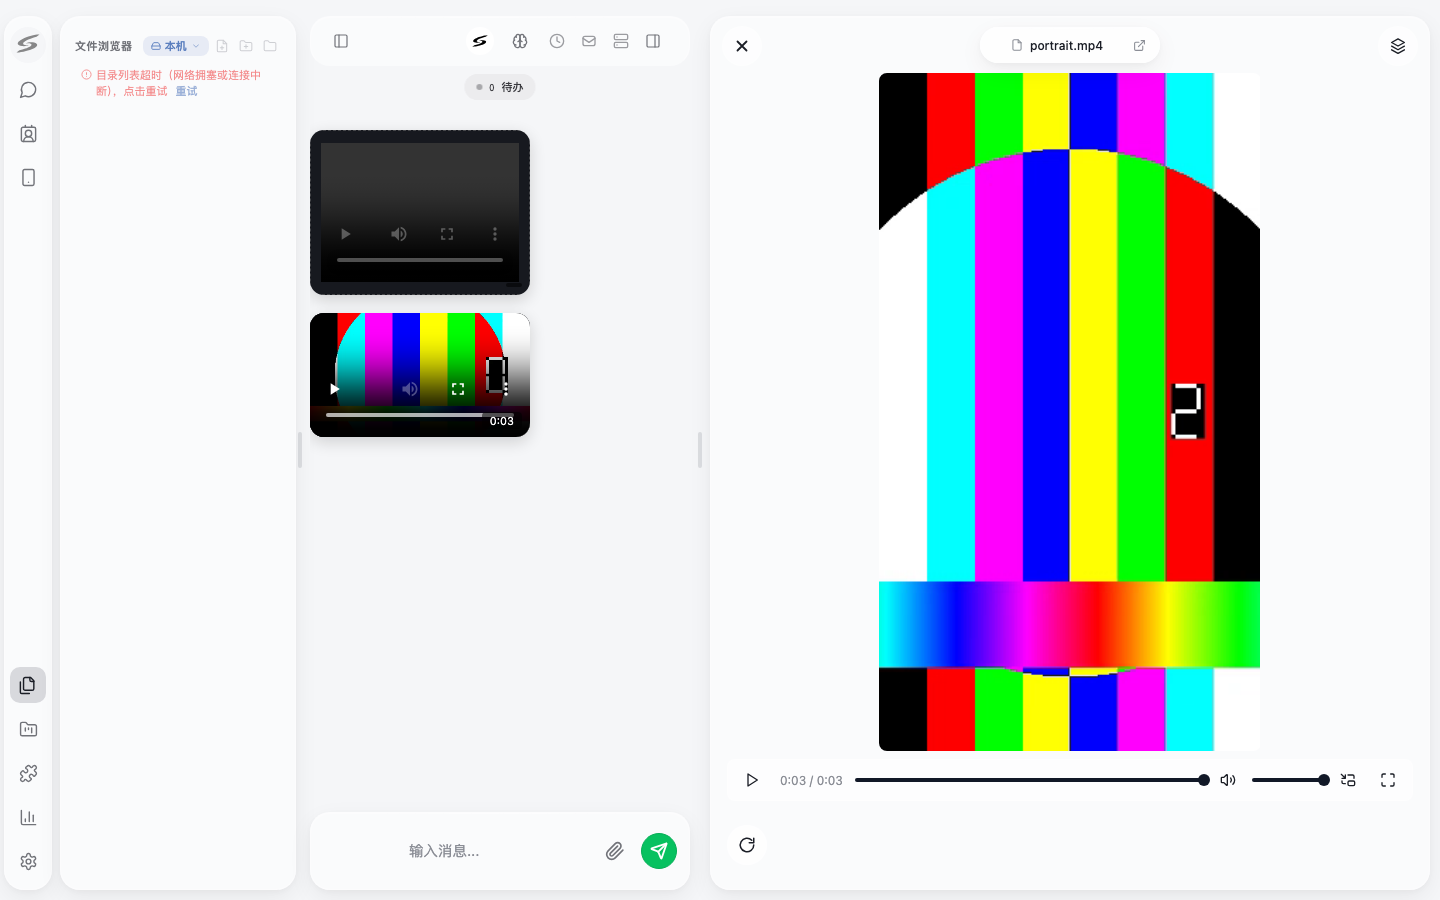 文件浏览器
本机
目录列表超时（网络拥塞或连接中
断），点击重试 重试
0 待办
0:03
输入消息...
portrait.mp4
2
0:03 / 0:03